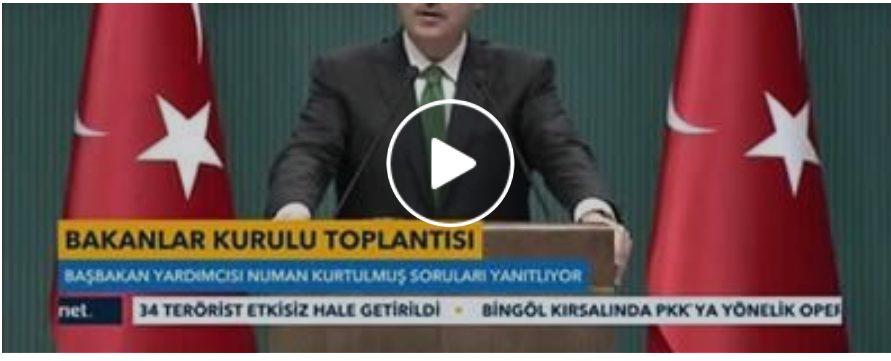 BAKANLAR KURULU TOPLANTISI
BAŞBAKAN YARDIMCISI NUMAN KURTULMUŞ SORULARI YANITLIYOR
net. 34 TERÖRİST ETKİSİZ HALE GETİRİLDİ • BİNGÖL KIRSALINDA PKK'YA YÖNELİK OPER